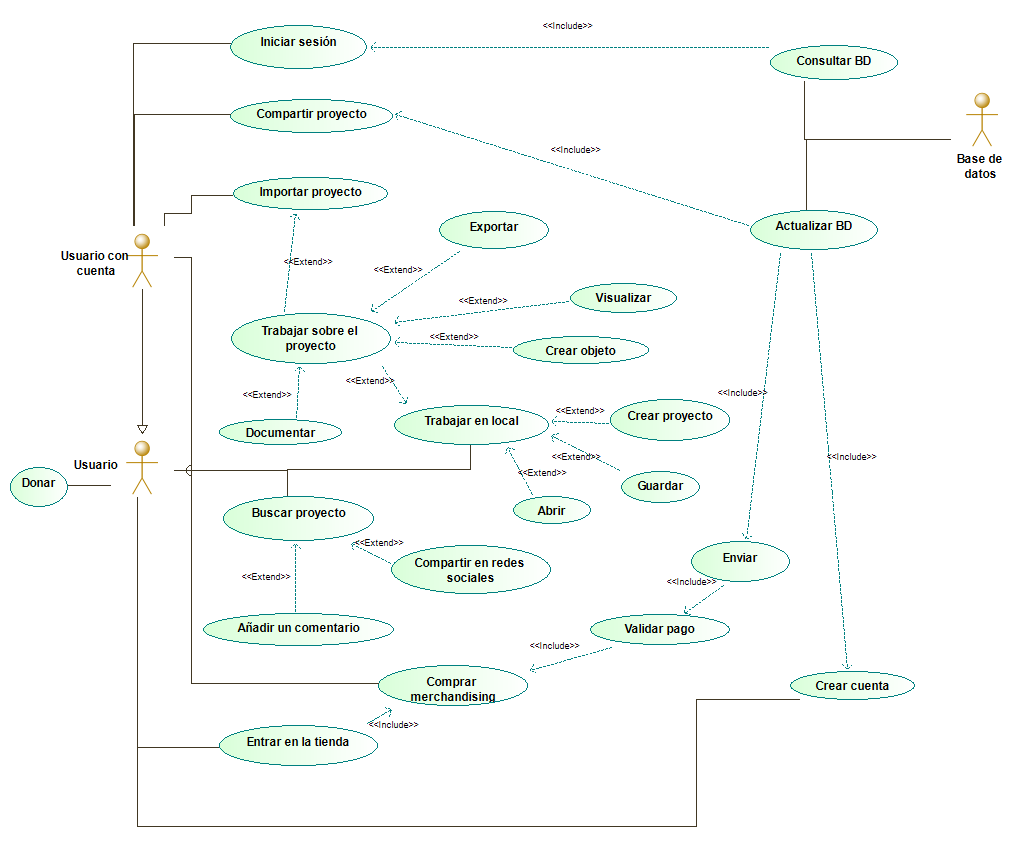 <<Include>>
Iniciar sesión
Consultar BD
Compartir proyecto
<<Include>>
Base de
datos
Importar proyecto
Exportar
Actualizar BD
Usuario con
cuenta
<<Extend>>
<<Extend>>
Visualizar
<<Extend>>
Trabajar sobre el
proyecto
<<Extend>>
Crear objeto
<<Extend>>
<<Extend>>
<<Include>>
Trabajar en local
<<Extend>>
Crear proyecto
Documentar
Usuario
<<Extend>>
<<Include>>
<<Extend>>
Donar
Guardar
Abrir
Buscar proyecto
<<Extend>>
Compartir en redes
sociales
Enviar
<<Extend>>
<<Include>>
Añadir un comentario
Validar pago
<<Include>>
Comprar
merchandising
Crear cuenta
<<Include>>
Entrar en la tienda